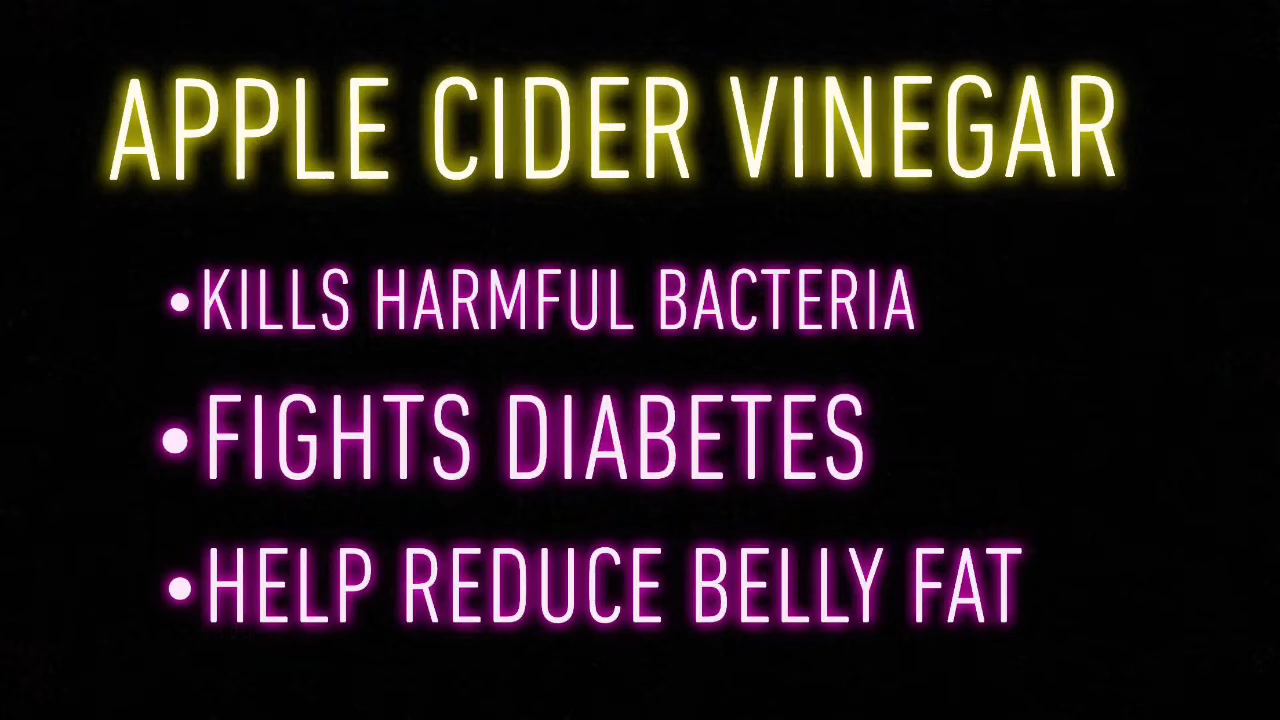 APPLE CIDER VINEGAR
•KILLS HARMFUL BACTERIA
•FIGHTS DIABETES
•HELP REDUCE BELLY FAT